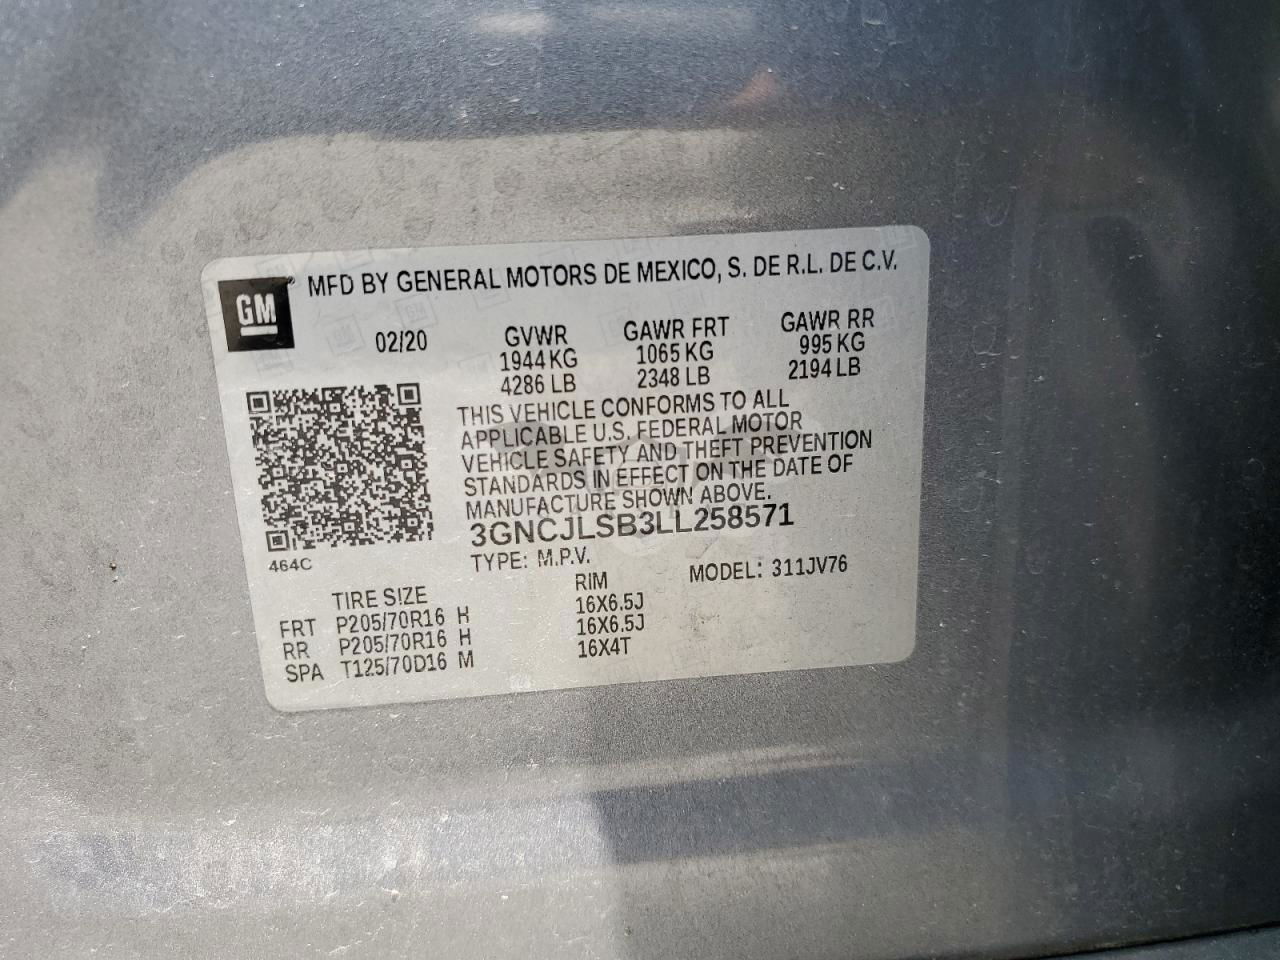 GM
MFD BY GENERAL MOTORS DE MEXICO, S. DE R.L. DE C.V.
02/20 GVWR GAWR FRT GAWR RR
1944 KG 1065 KG 995 KG
4286 LB 2348 LB 2194 LB
THIS VEHICLE CONFORMS TO ALL
APPLICABLE U.S. FEDERAL MOTOR
VEHICLE SAFETY AND THEFT PREVENTION
STANDARDS IN EFFECT ON THE DATE OF
MANUFACTURE SHOWN ABOVE.
3GNCJLSB3LL258571
464C
TYPE: M.P.V. MODEL: 311JV76
TIRE SIZE RIM
FRT P205/70R16 H 16X6.5J
RR P205/70R16 H 16X6.5J
SPA T125/70D16 M 16X4T